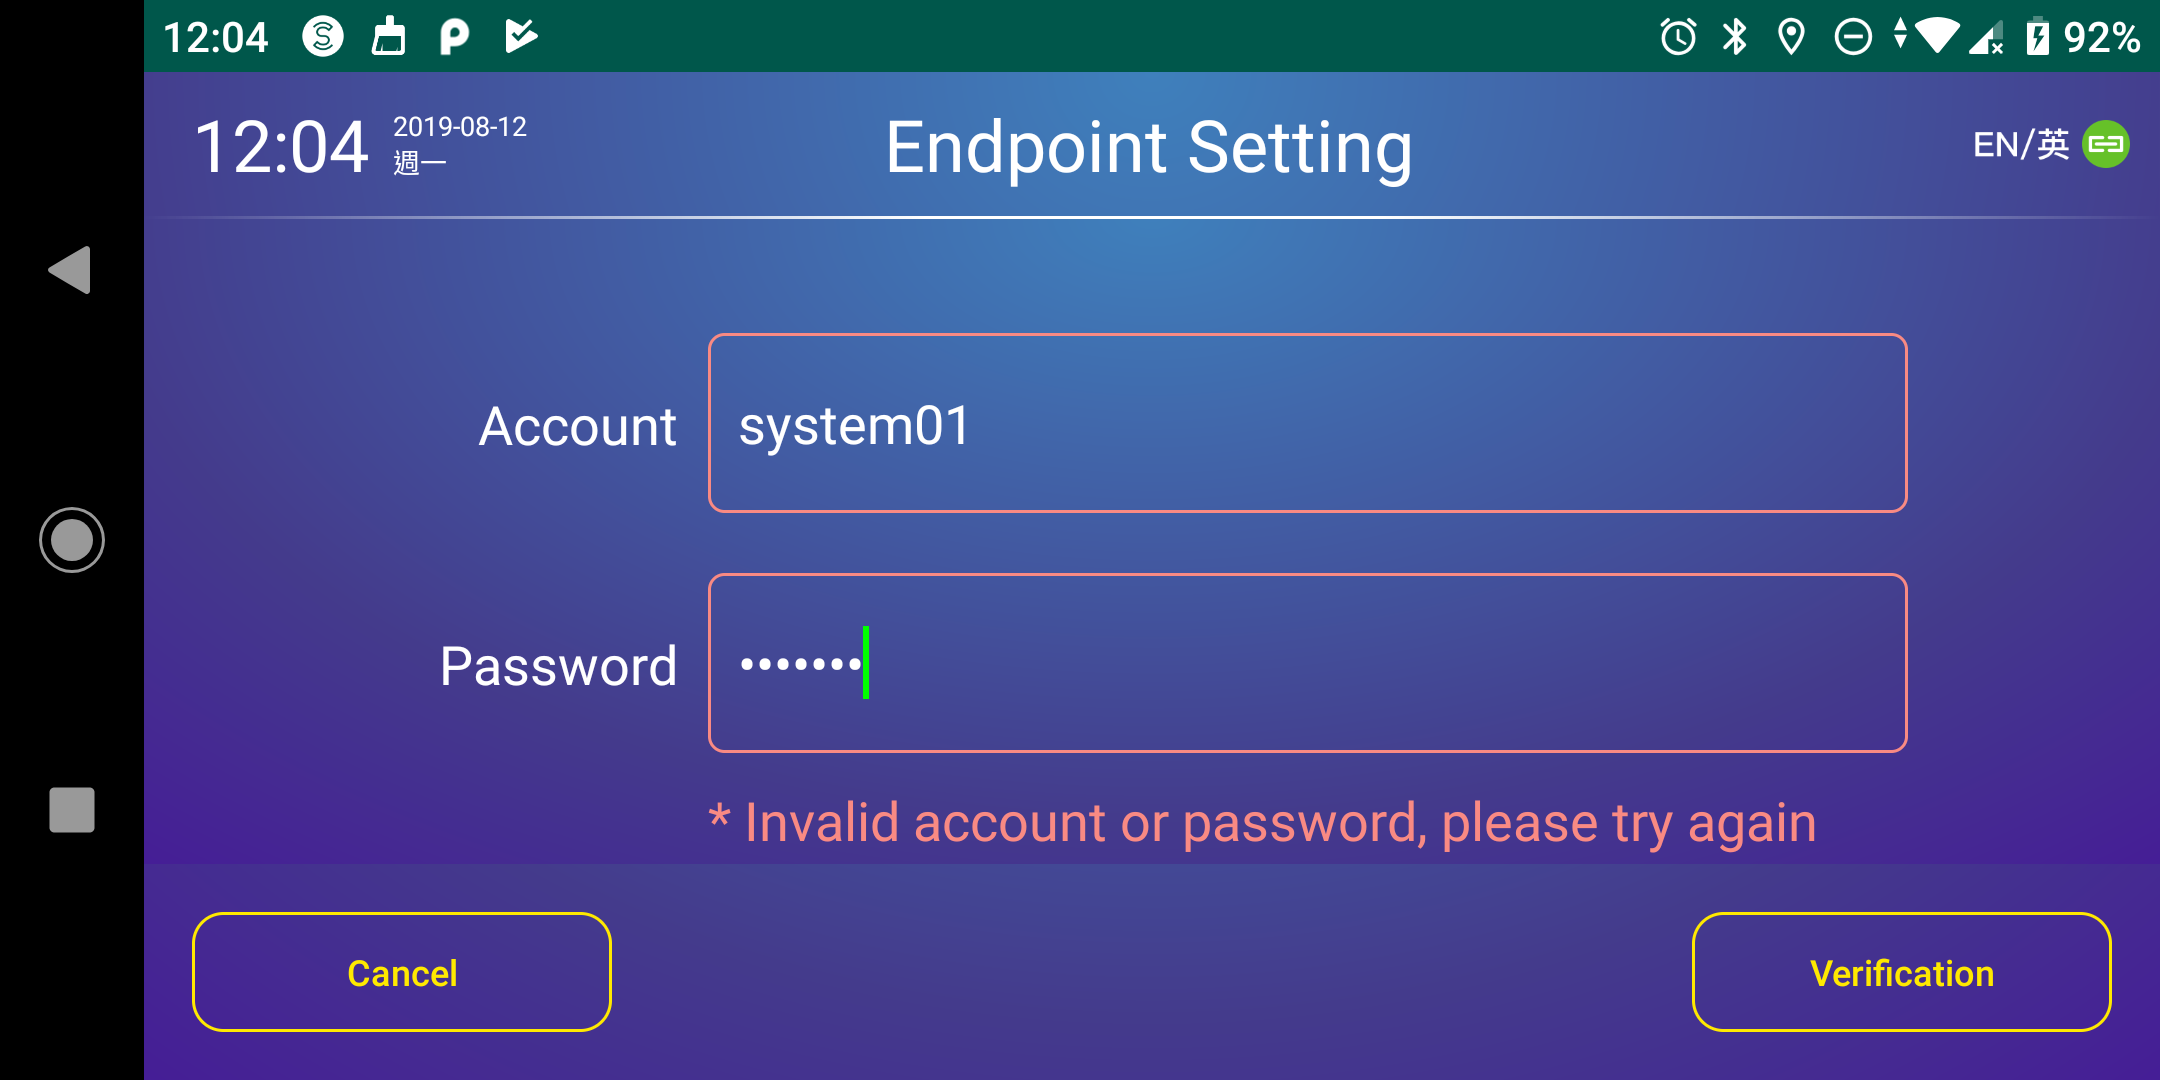 12:04 92%
12:04 2019-08-12
週一
Endpoint Setting
EN/英
Account system01
Password •••••••
* Invalid account or password, please try again
Cancel Verification